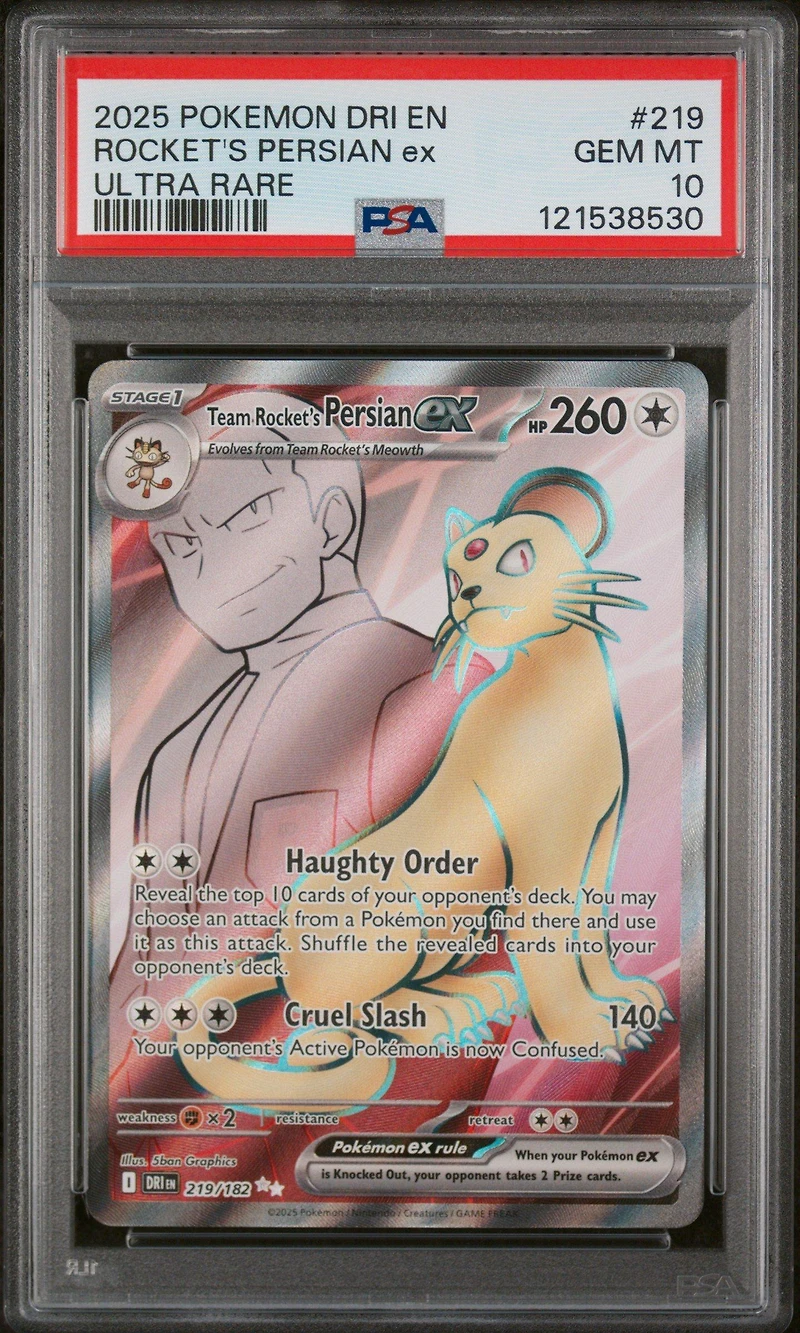 2025 POKEMON DRI EN #219
ROCKET'S PERSIAN ex GEM MT
ULTRA RARE 10
PSA 121538530
STAGE 1 Team Rocket's Persian ex HP 260
Evolves from Team Rocket's Meowth
Haughty Order
Reveal the top 10 cards of your opponent's deck. You may
choose an attack from a Pokémon you find there and use
it as this attack. Shuffle the revealed cards into your
opponent's deck.
Cruel Slash 140
Your opponent's Active Pokémon is now Confused.
weakness ×2 resistance retreat
Pokémon ex rule When your Pokémon ex
is Knocked Out, your opponent takes 2 Prize cards.
Illus. 5ban Graphics
I DRI EN 219/182
©2025 Pokémon / Nintendo / Creatures / GAME FREAK
PSA